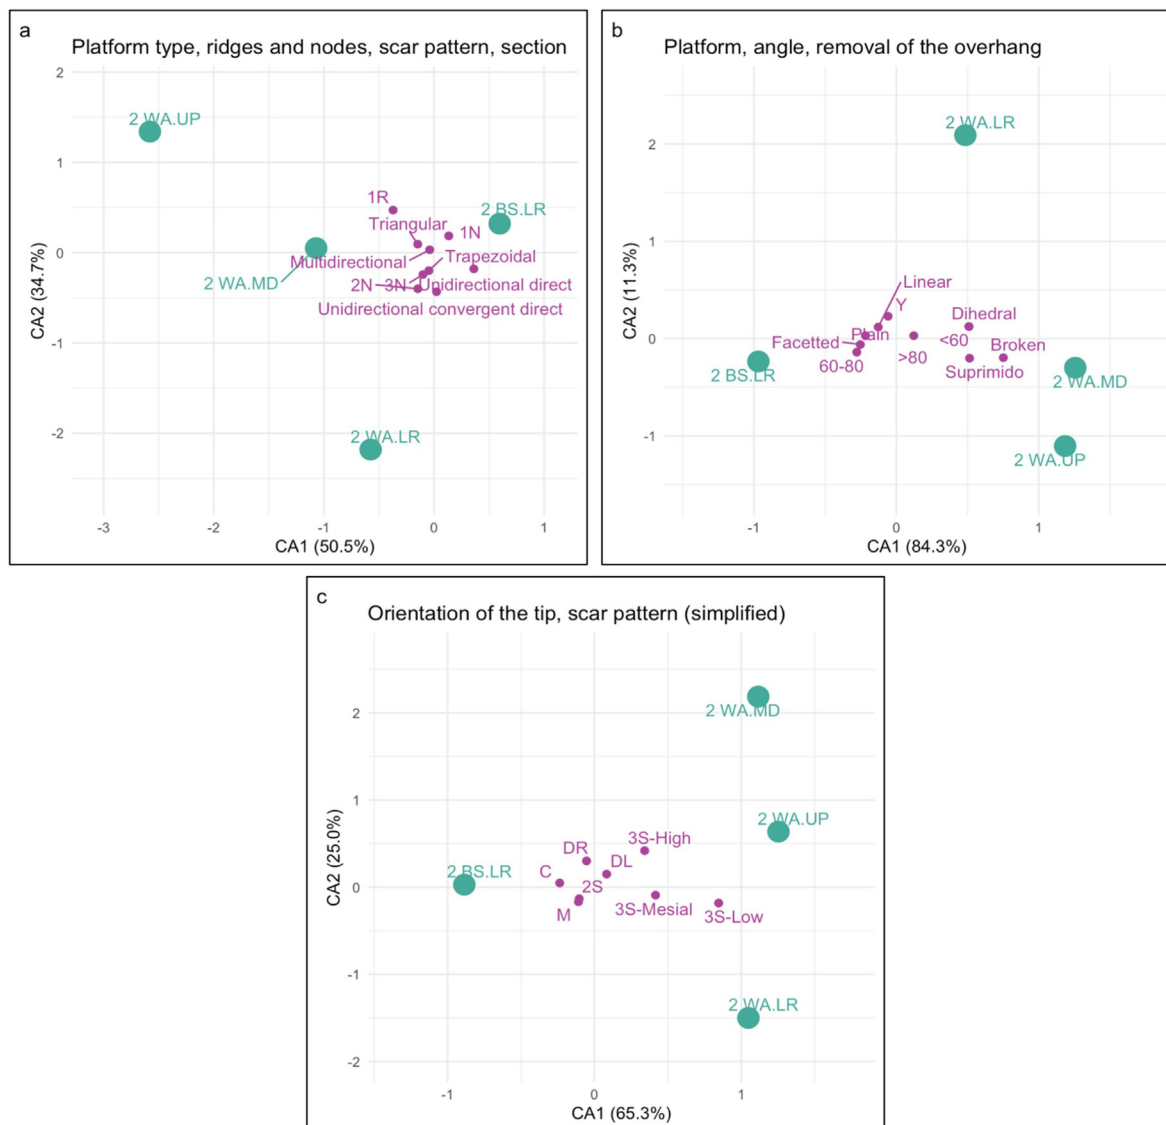 a
Platform type, ridges and nodes, scar pattern, section
2
2 WA.UP
1
1R
2 BS.LR
Triangular
1N
0
Multidirectional
Trapezoidal
2 WA.MD
2N
3N
Unidirectional direct
Unidirectional convergent direct
-1
-2
2 WA.LR
-3
-2
-1
0
1
CA1 (50.5%)
CA2 (34.7%)
b
Platform, angle, removal of the overhang
2 WA.LR
2
1
Linear
Y
Dihedral
0
Plain
<60
Facetted
Broken
>80
60-80
Suprimido
2 BS.LR
2 WA.MD
-1
2 WA.UP
-1
0
1
CA1 (84.3%)
CA2 (11.3%)
c
Orientation of the tip, scar pattern (simplified)
2
2 WA.MD
1
2 WA.UP
3S-High
DR
DL
2 BS.LR
C
2S
0
M
3S-Mesial
3S-Low
-1
2 WA.LR
-2
-1
0
1
CA1 (65.3%)
CA2 (25.0%)